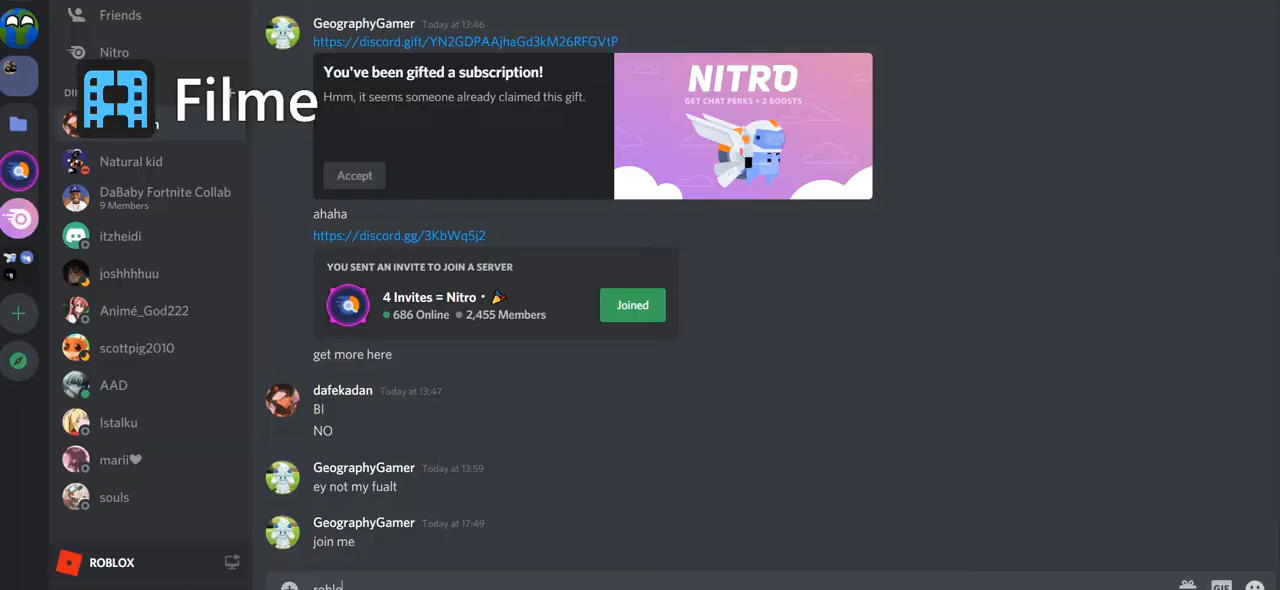 Friends
Nitro
DI
Filme
Natural kid
DaBaby Fortnite Collab
9 Members
itzheidi
joshhhhuu
Animé_God222
scottpig2010
AAD
Istalku
marii♥
souls
ROBLOX
GeographyGamer Today at 13:46
https://discord.gift/YN2GDPAAjhaGd3kM26RFGVtP
You've been gifted a subscription!
Hmm, it seems someone already claimed this gift.
Accept
NITRO
GET CHAT PERKS + 2 BOOSTS
ahaha
https://discord.gg/3KbWq5j2
YOU SENT AN INVITE TO JOIN A SERVER
4 Invites = Nitro • 🎉
686 Online 2,455 Members
Joined
get more here
dafekadan Today at 13:47
BI
NO
GeographyGamer Today at 13:59
ey not my fualt
GeographyGamer Today at 17:49
join me
roblo
GIF